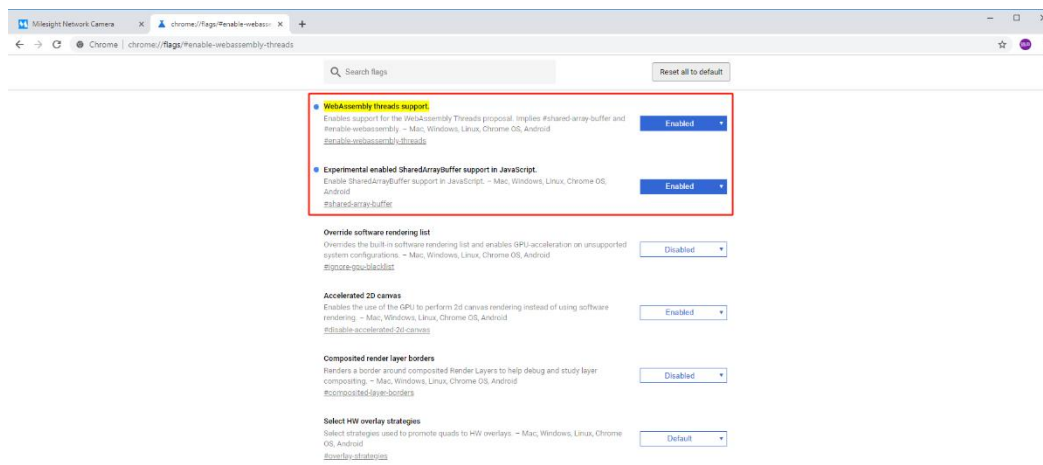 Milesight Network Camera
chrome://flags/#enable-webasse
Chrome | chrome://flags/#enable-webassembly-threads
Search flags
Reset all to default
WebAssembly threads support.
Enables support for the WebAssembly Threads proposal. Implies #shared-array-buffer and
#enable-webassembly. – Mac, Windows, Linux, Chrome OS, Android
#enable-webassembly-threads
Enabled
Experimental enabled SharedArrayBuffer support in JavaScript.
Enable SharedArrayBuffer support in JavaScript. – Mac, Windows, Linux, Chrome OS,
Android
#shared-array-buffer
Enabled
Override software rendering list
Overrides the built-in software rendering list and enables GPU-acceleration on unsupported
system configurations. – Mac, Windows, Linux, Chrome OS, Android
#ignore-gpu-blacklist
Disabled
Accelerated 2D canvas
Enables the use of the GPU to perform 2d canvas rendering instead of using software
rendering. – Mac, Windows, Linux, Chrome OS, Android
#disable-accelerated-2d-canvas
Enabled
Composited render layer borders
Renders a border around composited Render Layers to help debug and study layer
compositing. – Mac, Windows, Linux, Chrome OS, Android
#composited-layer-borders
Disabled
Select HW overlay strategies
Select strategies used to promote quads to HW overlays. – Mac, Windows, Linux, Chrome
OS, Android
#overlay-strategies
Default